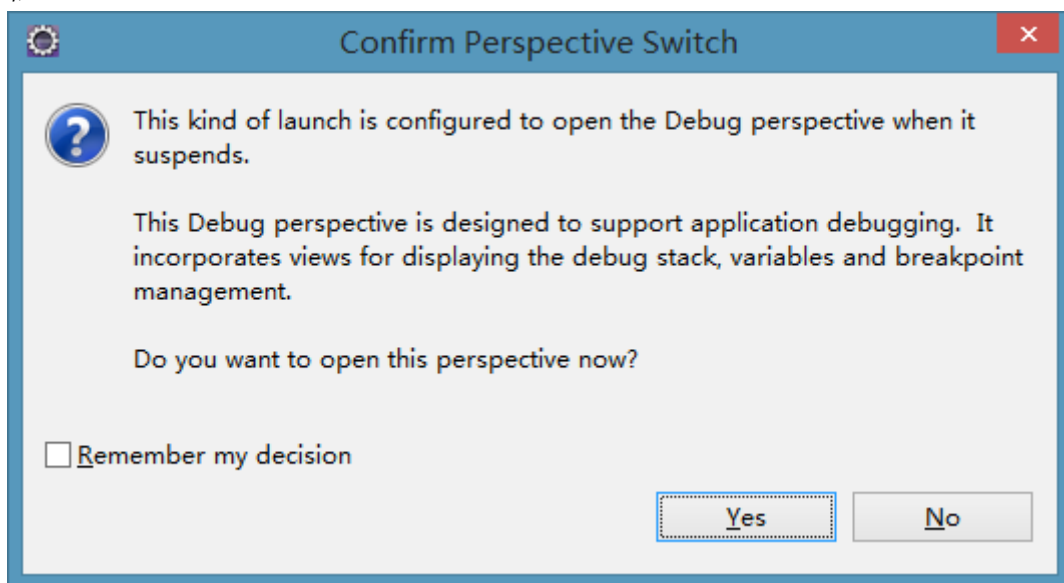 Confirm Perspective Switch
This kind of launch is configured to open the Debug perspective when it
suspends.
This Debug perspective is designed to support application debugging.  It
incorporates views for displaying the debug stack, variables and breakpoint
management.
Do you want to open this perspective now?
Remember my decision
Yes
No